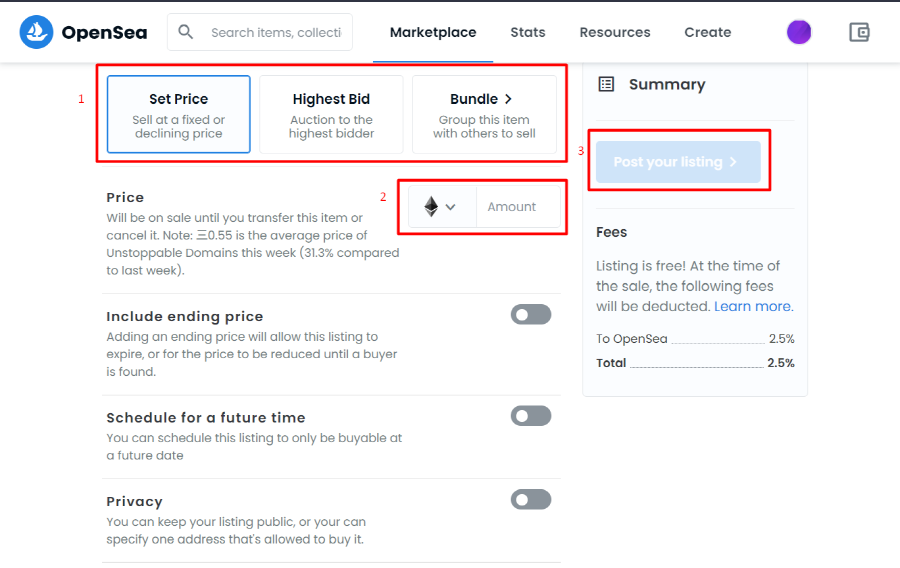 OpenSea
Search items, collecti
Marketplace
Stats
Resources
Create
1
Set Price
Sell at a fixed or
declining price
Highest Bid
Auction to the
highest bidder
Bundle >
Group this item
with others to sell
Price
Will be on sale until you transfer this item or
cancel it. Note: 三0.55 is the average price of
Unstoppable Domains this week (31.3% compared
to last week).
2
Amount
Include ending price
Adding an ending price will allow this listing to
expire, or for the price to be reduced until a buyer
is found.
Schedule for a future time
You can schedule this listing to only be buyable at
a future date
Privacy
You can keep your listing public, or your can
specify one address that's allowed to buy it.
Summary
3
Post your listing >
Fees
Listing is free! At the time of
the sale, the following fees
will be deducted. Learn more.
To OpenSea 2.5%
Total 2.5%